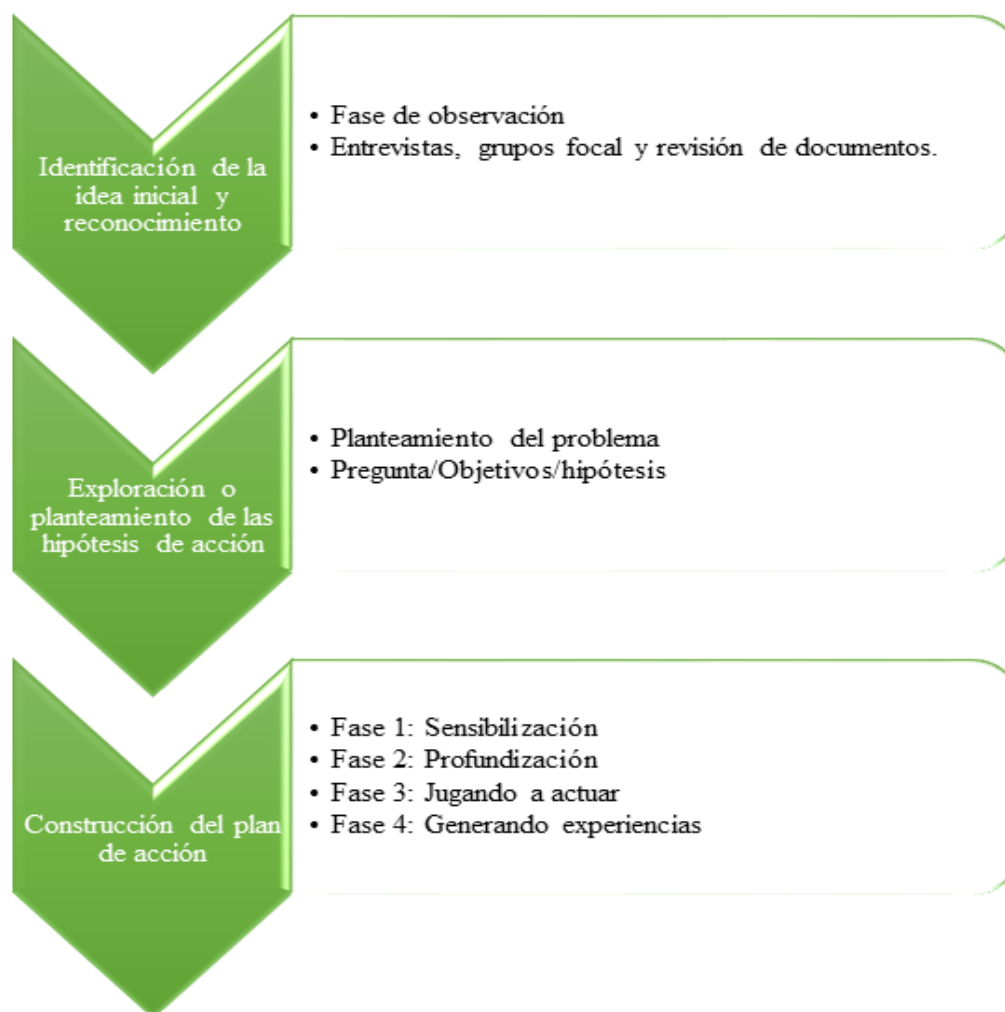 Identificación de la
idea inicial y
reconocimiento
• Fase de observación
• Entrevistas, grupos focal y revisión de documentos.
Exploración o
planteamiento de las
hipótesis de acción
• Planteamiento del problema
• Pregunta/Objetivos/hipótesis
Construcción del plan
de acción
• Fase 1: Sensibilización
• Fase 2: Profundización
• Fase 3: Jugando a actuar
• Fase 4: Generando experiencias